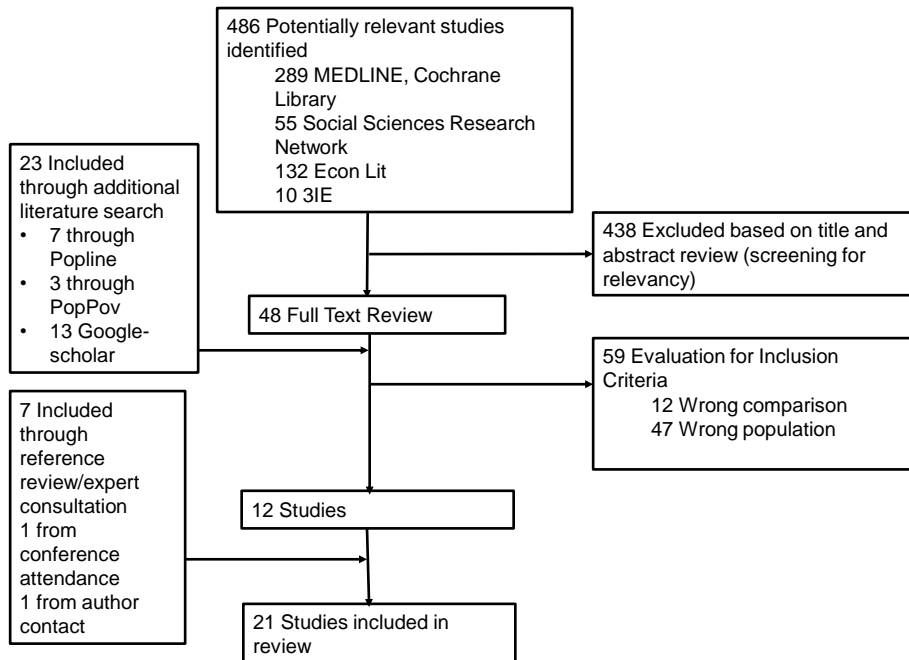 486 Potentially relevant studies
identified
289 MEDLINE, Cochrane
Library
55 Social Sciences Research
Network
132 Econ Lit
10 3IE
23 Included
through additional
literature search
• 7 through
Popline
• 3 through
PopPov
• 13 Google-
scholar
438 Excluded based on title and
abstract review (screening for
relevancy)
48 Full Text Review
59 Evaluation for Inclusion
Criteria
12 Wrong comparison
47 Wrong population
7 Included
through
reference
review/expert
consultation
1 from
conference
attendance
1 from author
contact
12 Studies
21 Studies included in
review